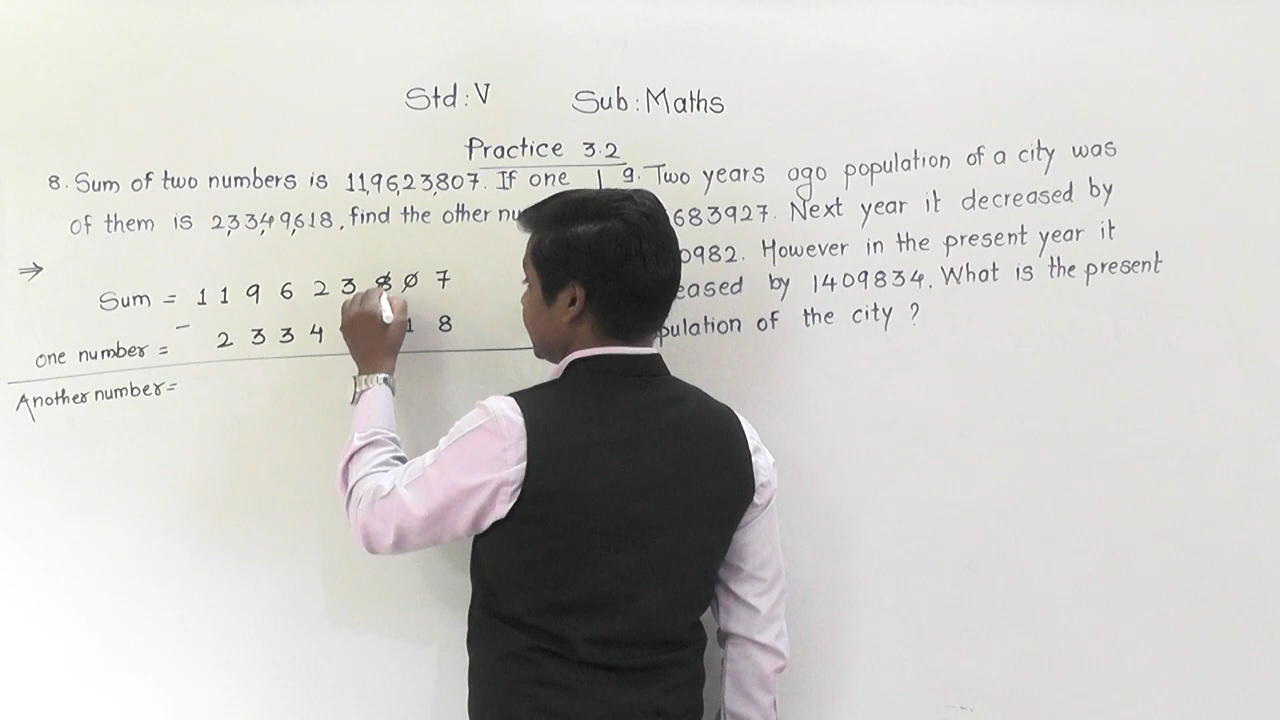 Std : V Sub : Maths
Practice 3.2
8. Sum of two numbers is 11,96,23,807. If one
of them is 2,33,49,618, find the other
⇒
Sum = 1 1 9 6 2 3 8 0 7
- 2 3 3 4 1 8
one number =
Another number =
9. Two years ago population of a city was
683927. Next year it decreased by
0982. However in the present year it
eased by 1409834. What is the present
pulation of the city ?